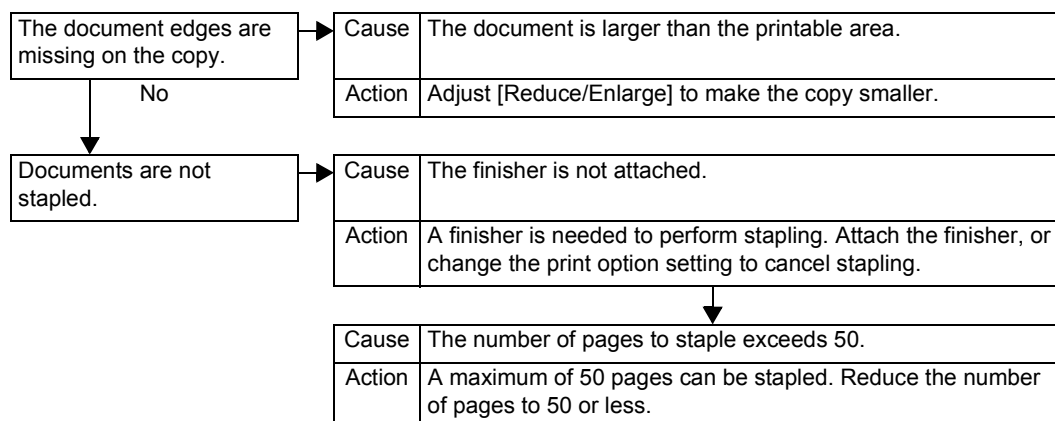 The document edges are
missing on the copy.
Cause
The document is larger than the printable area.
Action
Adjust [Reduce/Enlarge] to make the copy smaller.
No
Documents are not
stapled.
Cause
The finisher is not attached.
Action
A finisher is needed to perform stapling. Attach the finisher, or
change the print option setting to cancel stapling.
Cause
The number of pages to staple exceeds 50.
Action
A maximum of 50 pages can be stapled. Reduce the number
of pages to 50 or less.